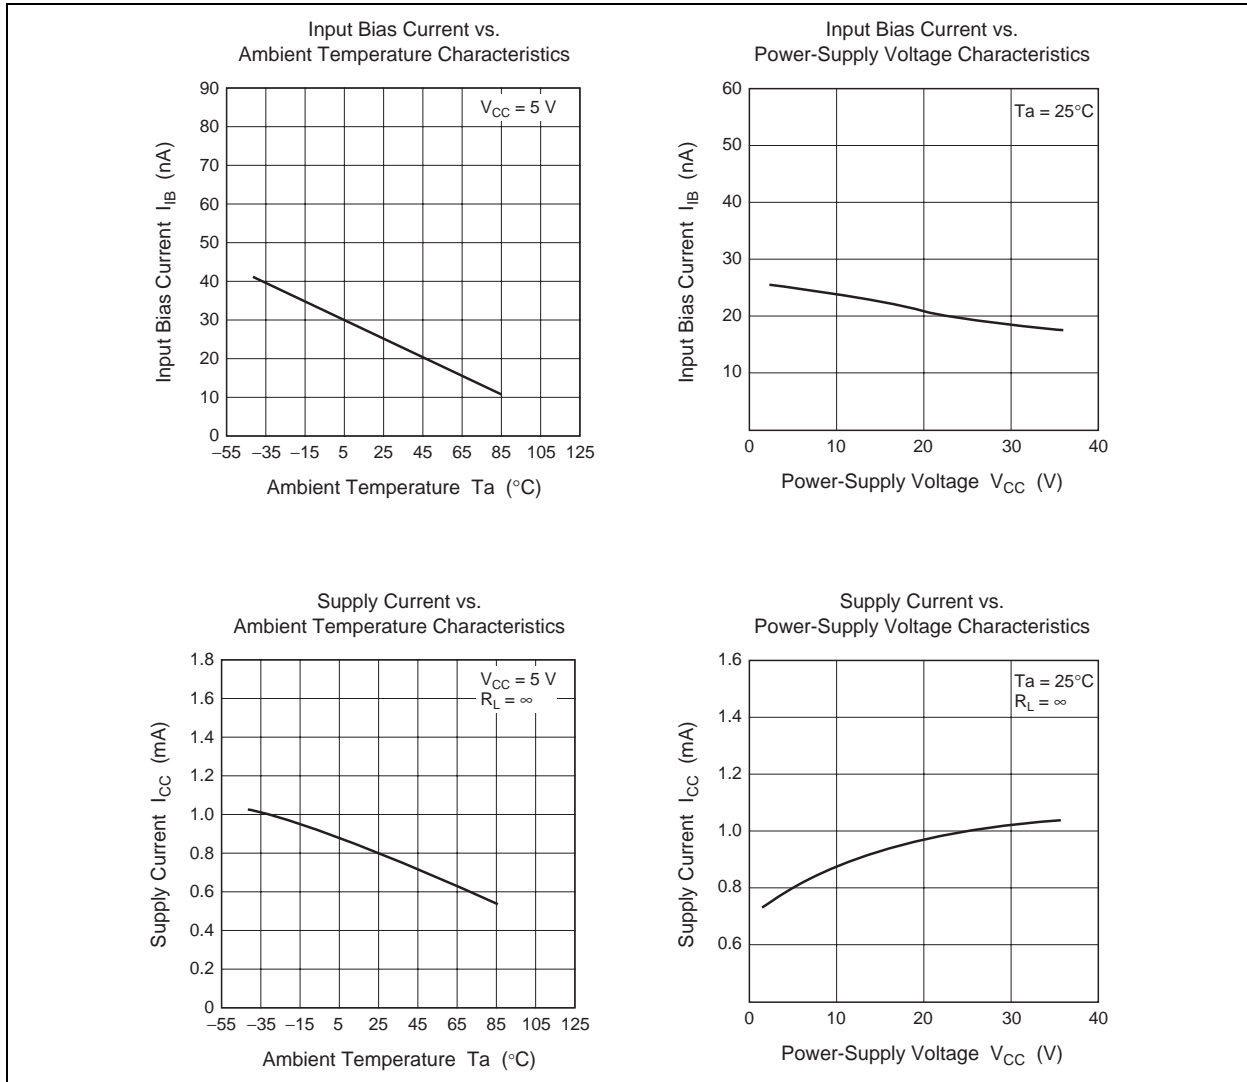 Input Bias Current vs.
Ambient Temperature Characteristics
90
80
70
60
50
40
30
20
10
0
Input Bias Current I_IB (nA)
V_CC = 5 V
–55 –35 –15 5 25 45 65 85 105 125
Ambient Temperature Ta (°C)
Input Bias Current vs.
Power-Supply Voltage Characteristics
60
50
40
30
20
10
Input Bias Current I_IB (nA)
Ta = 25°C
0 10 20 30 40
Power-Supply Voltage V_CC (V)
Supply Current vs.
Ambient Temperature Characteristics
1.8
1.6
1.4
1.2
1.0
0.8
0.6
0.4
0.2
0
Supply Current I_CC (mA)
V_CC = 5 V
R_L = ∞
–55 –35 –15 5 25 45 65 85 105 125
Ambient Temperature Ta (°C)
Supply Current vs.
Power-Supply Voltage Characteristics
1.6
1.4
1.2
1.0
0.8
0.6
Supply Current I_CC (mA)
Ta = 25°C
R_L = ∞
0 10 20 30 40
Power-Supply Voltage V_CC (V)